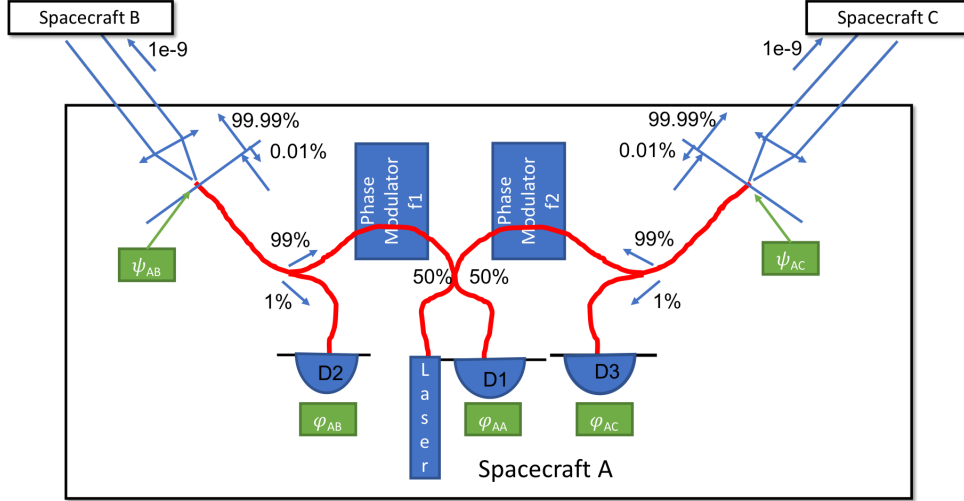 Spacecraft B
Spacecraft C
1e-9
1e-9
99.99%
0.01%
99.99%
0.01%
Phase
Modulator
f1
Phase
Modulator
f2
ψAB
ψAC
99%
1%
50%
50%
99%
1%
D2
Laser
D1
D3
φAB
φAA
φAC
Spacecraft A